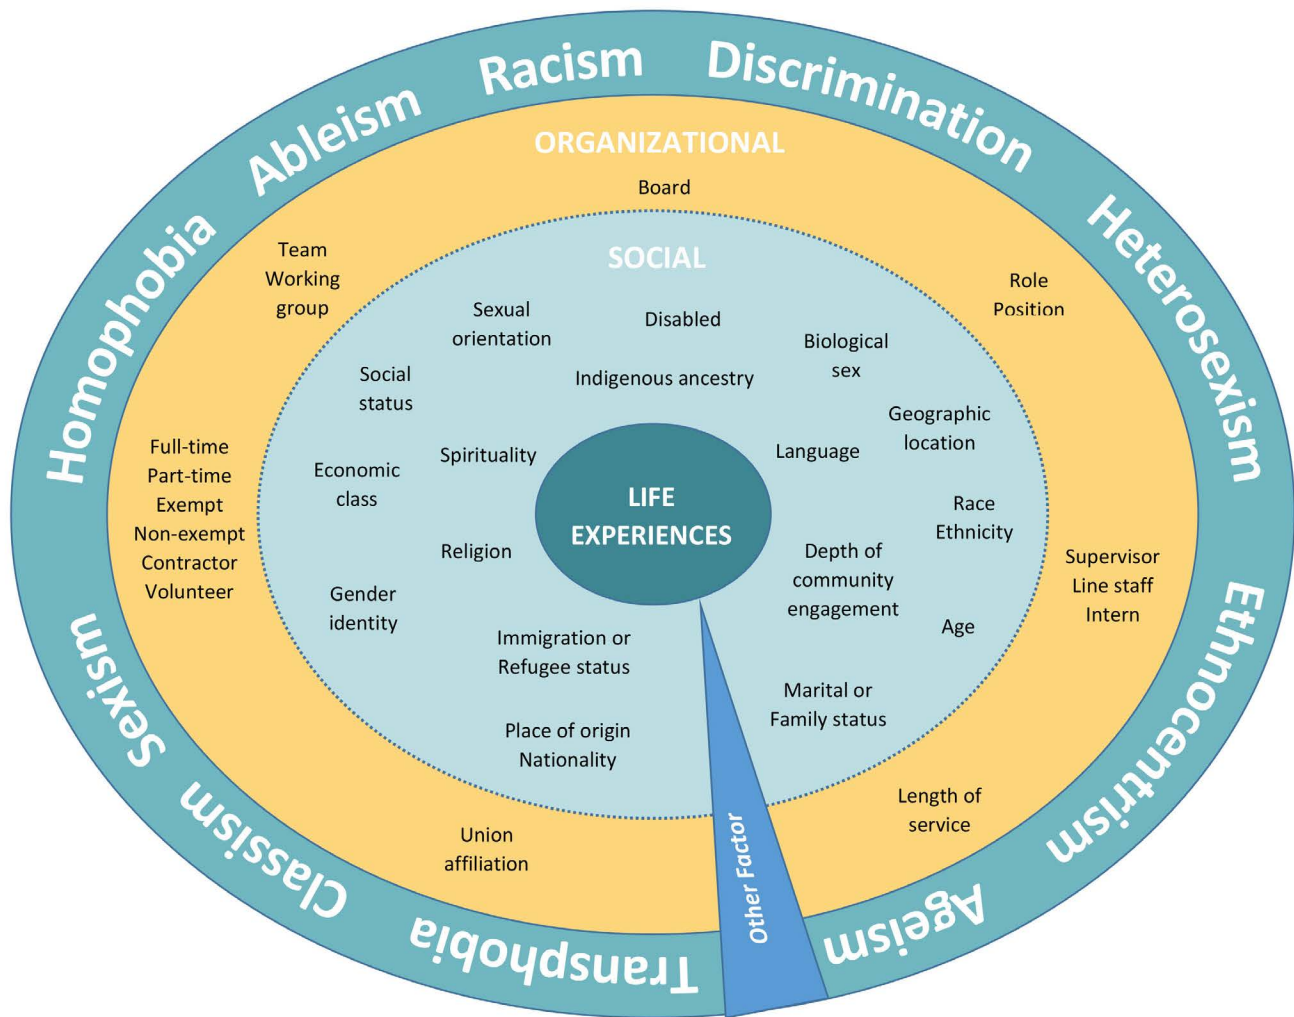 Racism
Discrimination
Heterosexism
Ethnocentrism
Ageism
Transphobia
Classism
Sexism
Homophobia
Ableism
ORGANIZATIONAL
Board
Team
Working
group
Role
Position
Full-time
Part-time
Exempt
Non-exempt
Contractor
Volunteer
Supervisor
Line staff
Intern
Length of
service
Union
affiliation
SOCIAL
Sexual
orientation
Disabled
Biological
sex
Social
status
Indigenous ancestry
Geographic
location
Economic
class
Spirituality
Language
Race
Ethnicity
Religion
Depth of
community
engagement
Gender
identity
Age
Immigration or
Refugee status
Marital or
Family status
Place of origin
Nationality
LIFE
EXPERIENCES
Other Factor